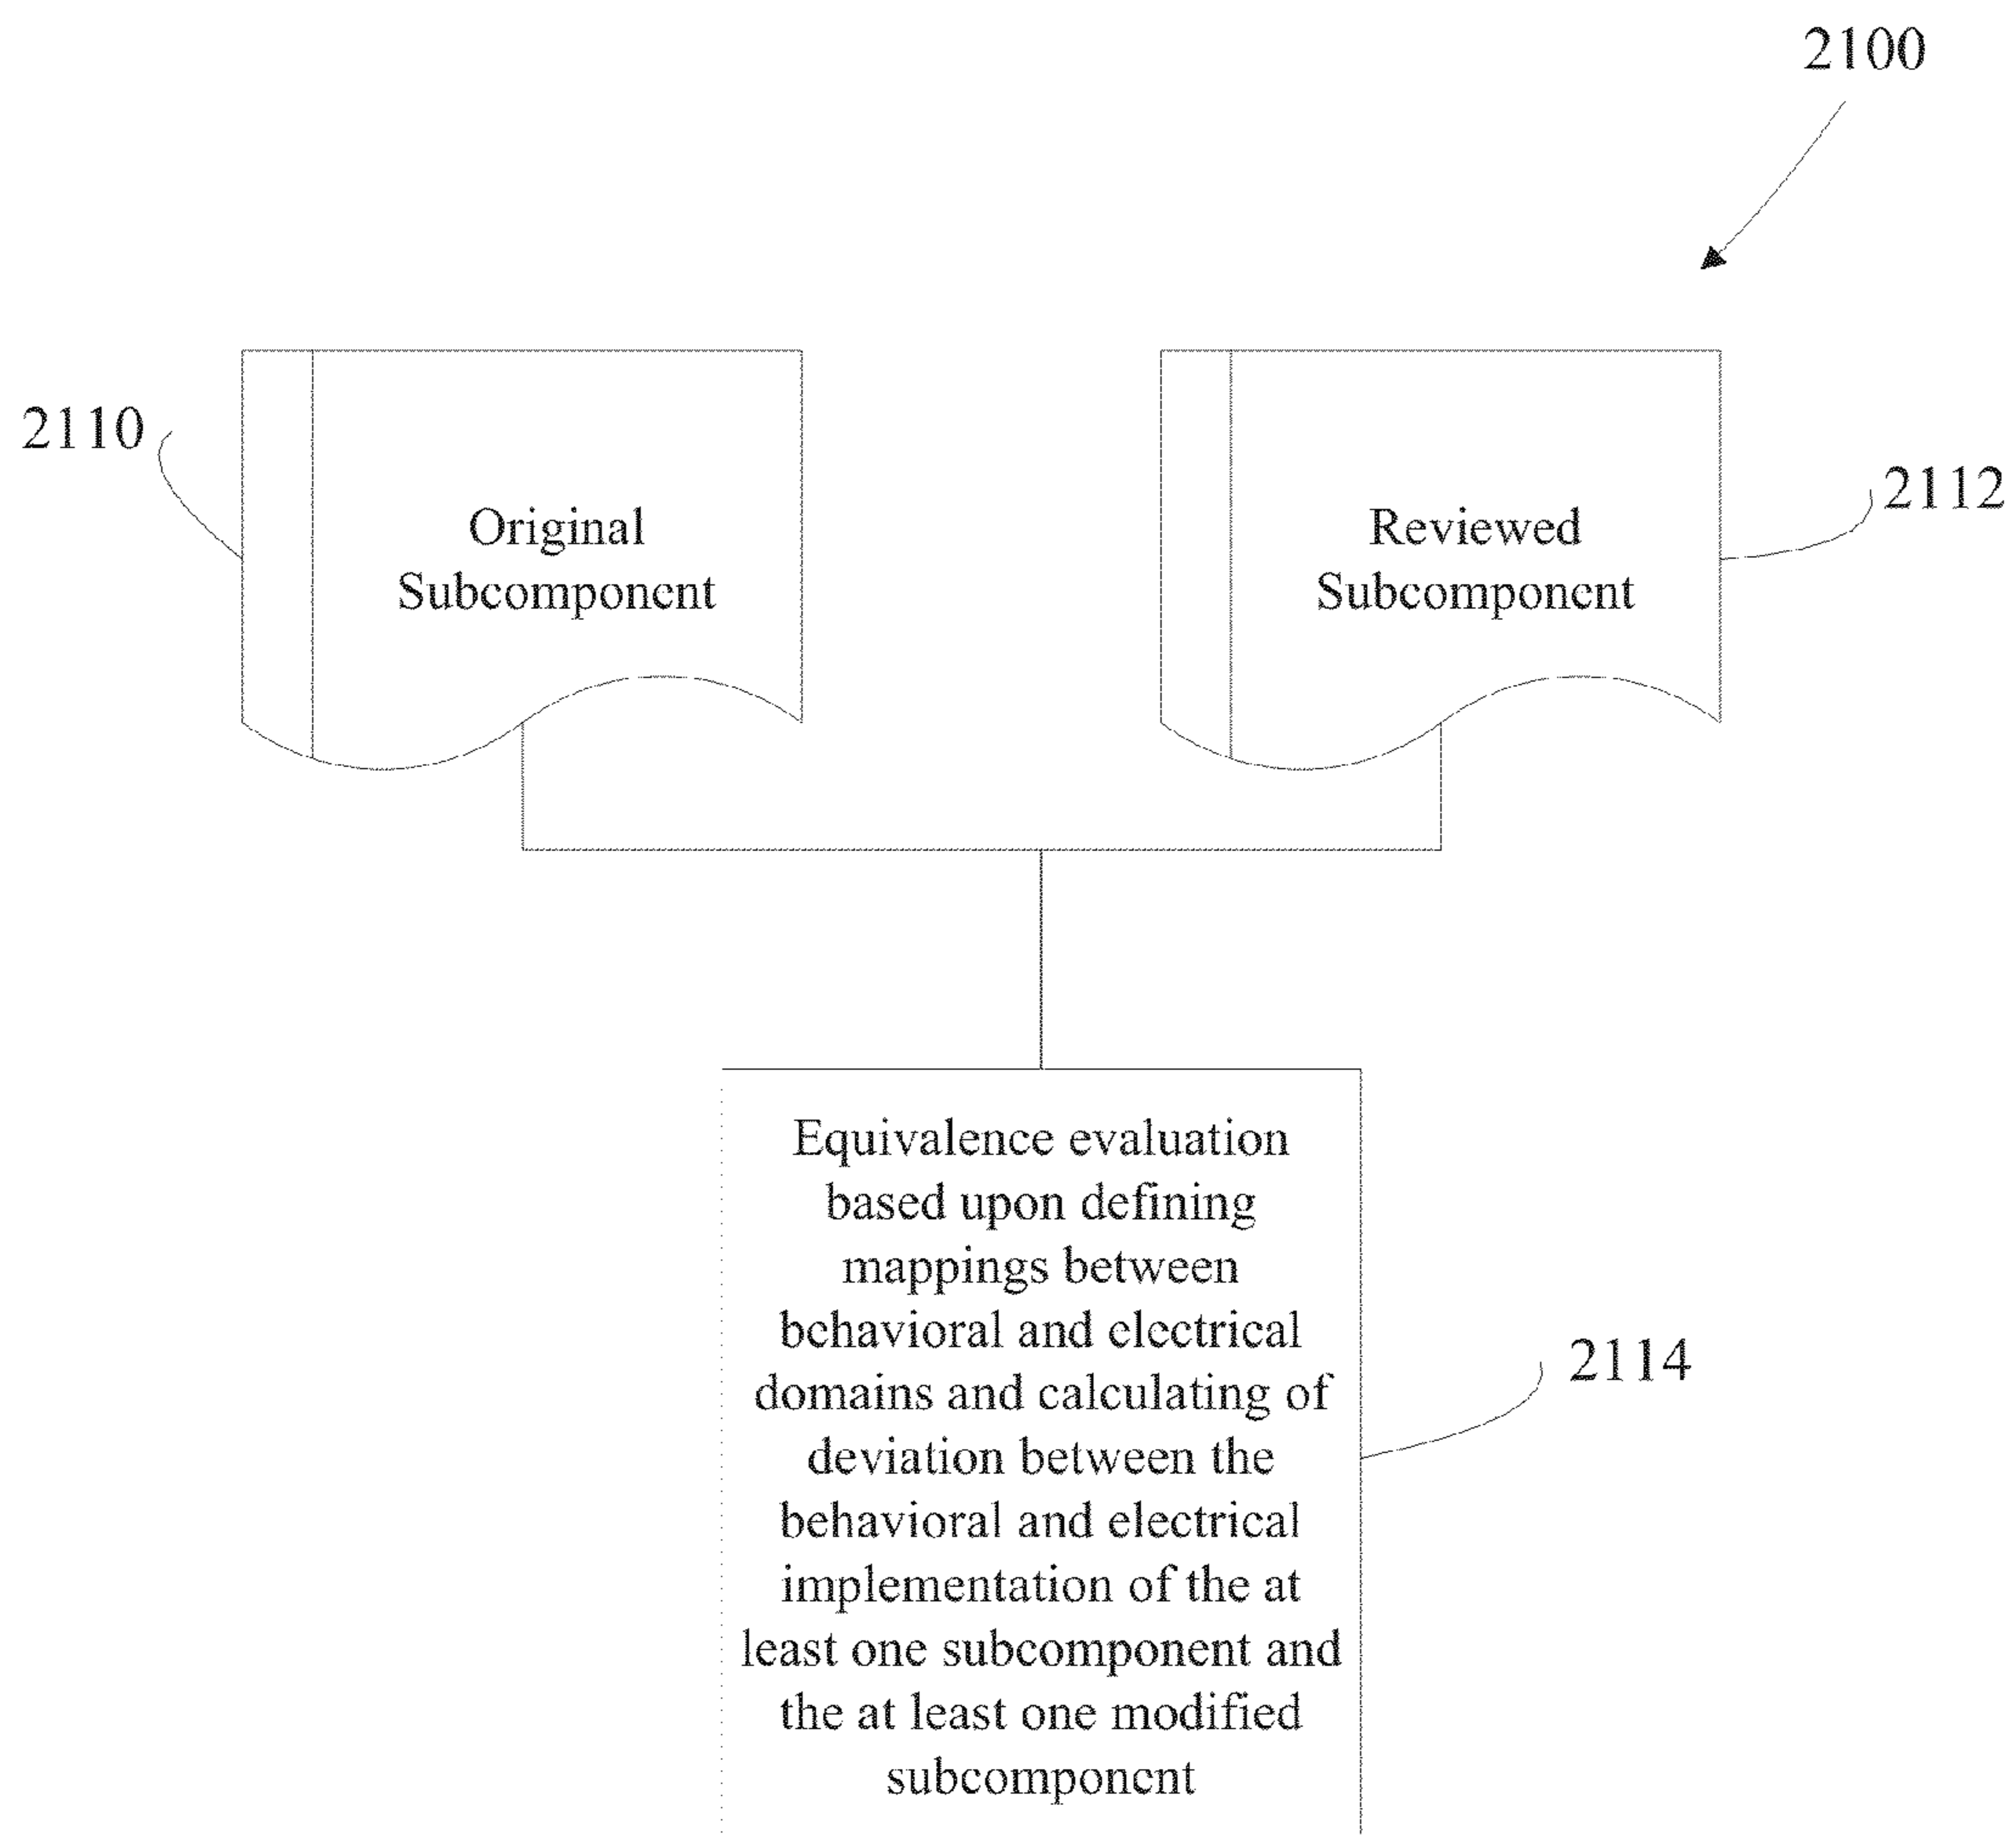 2100
2110
Original
Subcomponent
Reviewed
Subcomponent
2112
Equivalence evaluation
based upon defining
mappings between
behavioral and electrical
domains and calculating of
deviation between the
behavioral and electrical
implementation of the at
least one subcomponent and
the at least one modified
subcomponent
2114